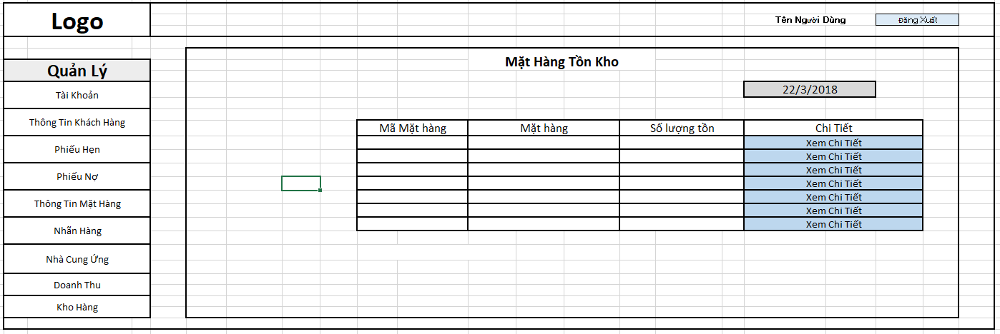 Logo
Tên Người Dùng
Đăng Xuất
Quản Lý
Tài Khoản
Thông Tin Khách Hàng
Phiếu Hẹn
Phiếu Nợ
Thông Tin Mặt Hàng
Nhãn Hàng
Nhà Cung Ứng
Doanh Thu
Kho Hàng
Mặt Hàng Tồn Kho
22/3/2018
Mã Mặt hàng Mặt hàng Số lượng tồn Chi Tiết
Xem Chi Tiết
Xem Chi Tiết
Xem Chi Tiết
Xem Chi Tiết
Xem Chi Tiết
Xem Chi Tiết
Xem Chi Tiết